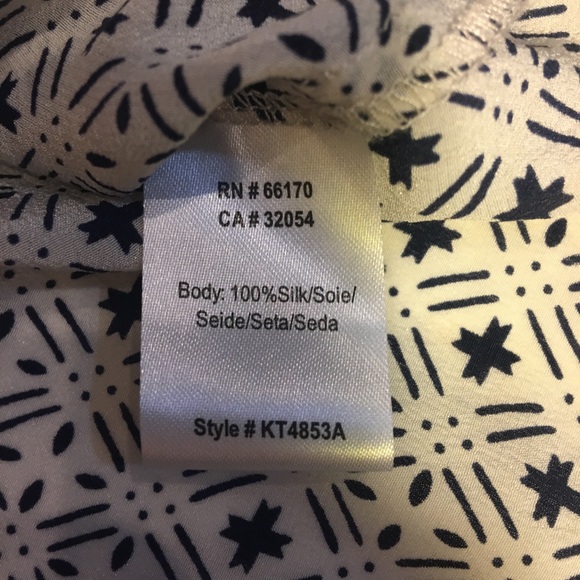 RN # 66170
CA # 32054
Body: 100%Silk/Soie/
Seide/Seta/Seda
Style # KT4853A